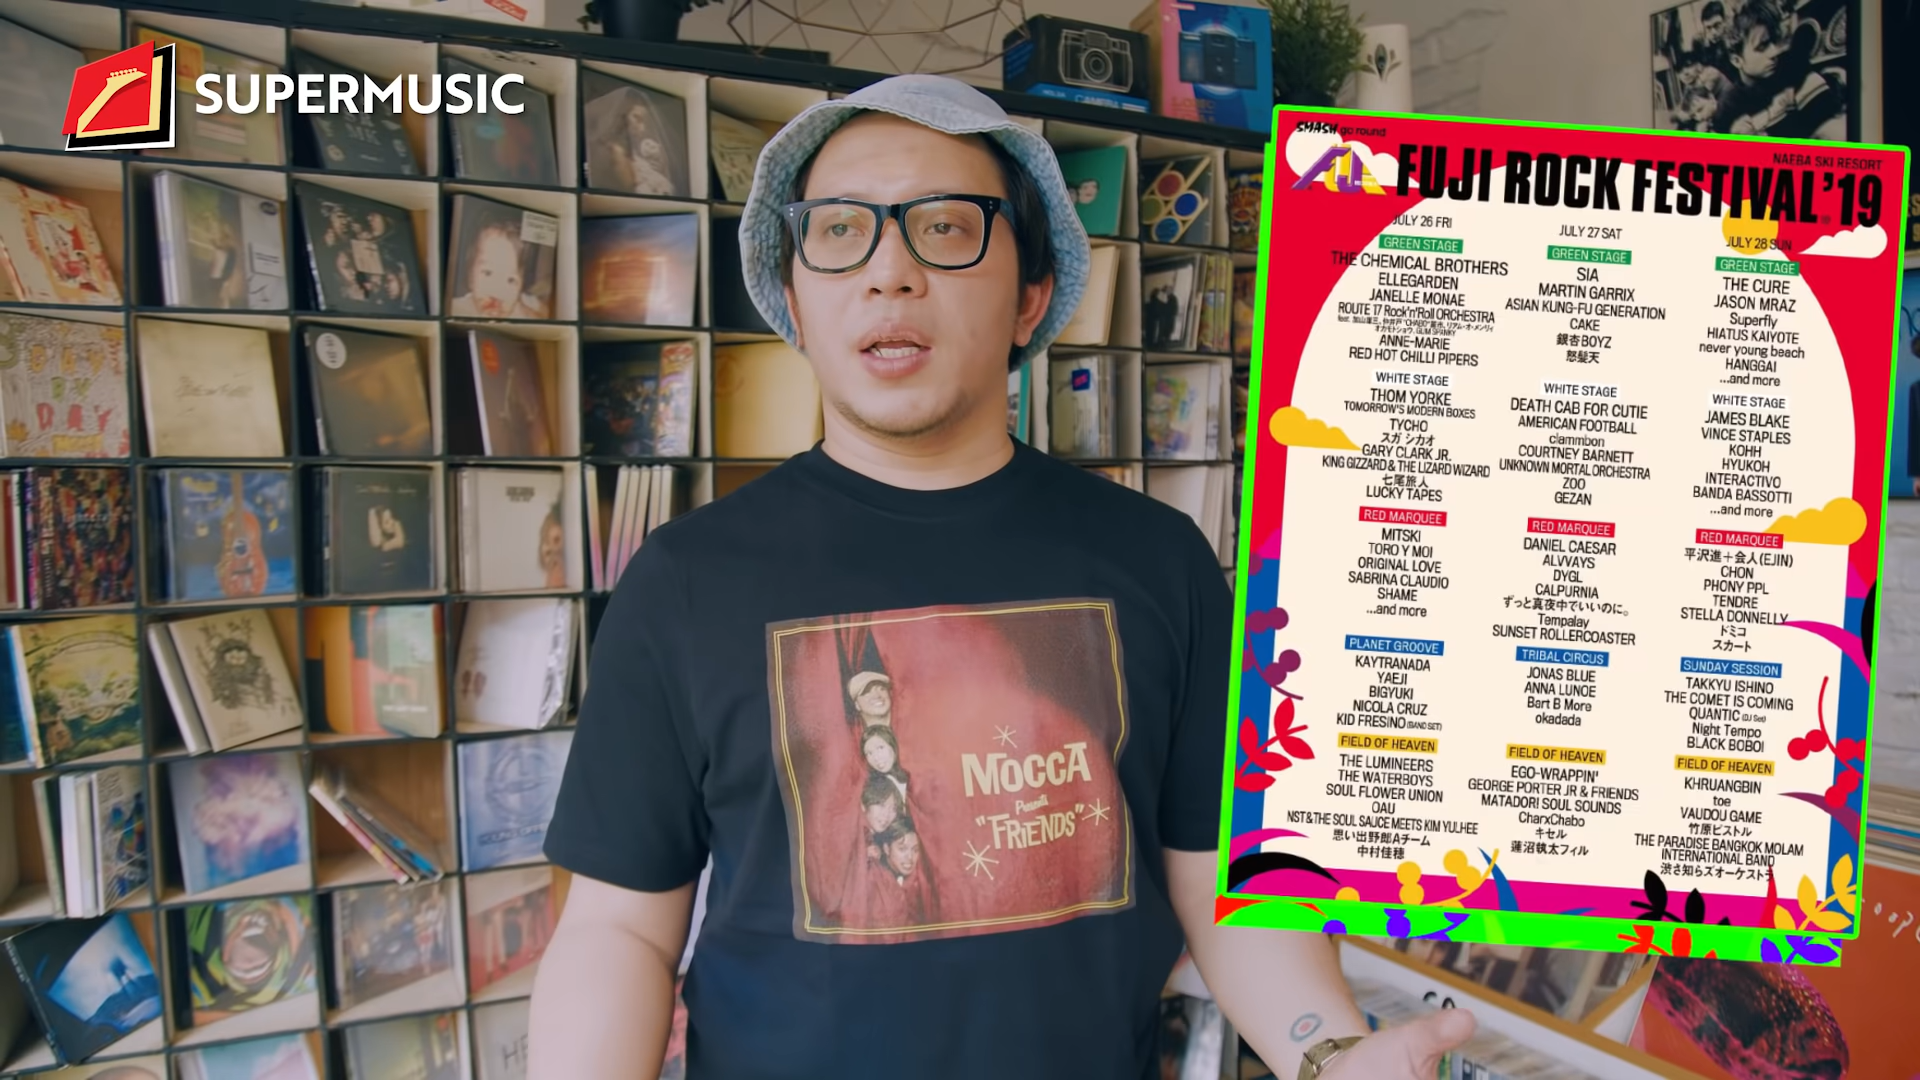 SUPERMUSIC
CAMERA
MOCCA
Presents
"FRIENDS"
SMASH go round
NAEBA SKI RESORT
FUJI ROCK FESTIVAL'19
JULY 26 FRI
GREEN STAGE
THE CHEMICAL BROTHERS
ELLEGARDEN
JANELLE MONAE
ROUTE 17 Rock'n'Roll ORCHESTRA
ANNE-MARIE
RED HOT CHILLI PIPERS
WHITE STAGE
THOM YORKE
TOMORROW'S MODERN BOXES
TYCHO
スガ シカオ
GARY CLARK JR.
KING GIZZARD & THE LIZARD WIZARD
七尾旅人
LUCKY TAPES
RED MARQUEE
MITSKI
TORO Y MOI
ORIGINAL LOVE
SABRINA CLAUDIO
SHAME
...and more
PLANET GROOVE
KAYTRANADA
YAEJI
BIGYUKI
NICOLA CRUZ
KID FRESINO (BAND SET)
FIELD OF HEAVEN
THE LUMINEERS
THE WATERBOYS
SOUL FLOWER UNION
OAU
NST & THE SOUL SAUCE MEETS KIM YULHEE
思い出野郎Aチーム
中村佳穂
JULY 27 SAT
GREEN STAGE
SIA
MARTIN GARRIX
ASIAN KUNG-FU GENERATION
CAKE
銀杏BOYZ
怒髪天
WHITE STAGE
DEATH CAB FOR CUTIE
AMERICAN FOOTBALL
clammbon
COURTNEY BARNETT
UNKNOWN MORTAL ORCHESTRA
ZOO
GEZAN
RED MARQUEE
DANIEL CAESAR
ALVVAYS
DYGL
CALPURNIA
ずっと真夜中でいいのに。
Tempalay
SUNSET ROLLERCOASTER
TRIBAL CIRCUS
JONAS BLUE
ANNA LUNOE
Bart B More
okadada
FIELD OF HEAVEN
EGO-WRAPPIN'
GEORGE PORTER JR & FRIENDS
MATADOR! SOUL SOUNDS
CharxChabo
キセル
蓮沼執太フィル
JULY 28 SUN
GREEN STAGE
THE CURE
JASON MRAZ
Superfly
HIATUS KAIYOTE
never young beach
HANGGAI
...and more
WHITE STAGE
JAMES BLAKE
VINCE STAPLES
KOHH
HYUKOH
INTERACTIVO
BANDA BASSOTTI
...and more
RED MARQUEE
平沢進＋会人(EJIN)
CHON
PHONY PPL
TENDRE
STELLA DONNELLY
ドミコ
スカート
SUNDAY SESSION
TAKKYU ISHINO
THE COMET IS COMING
QUANTIC (DJ Set)
Night Tempo
BLACK BOBOI
FIELD OF HEAVEN
KHRUANGBIN
toe
VAUDOU GAME
竹原ピストル
THE PARADISE BANGKOK MOLAM
INTERNATIONAL BAND
渋さ知らズオーケストラ